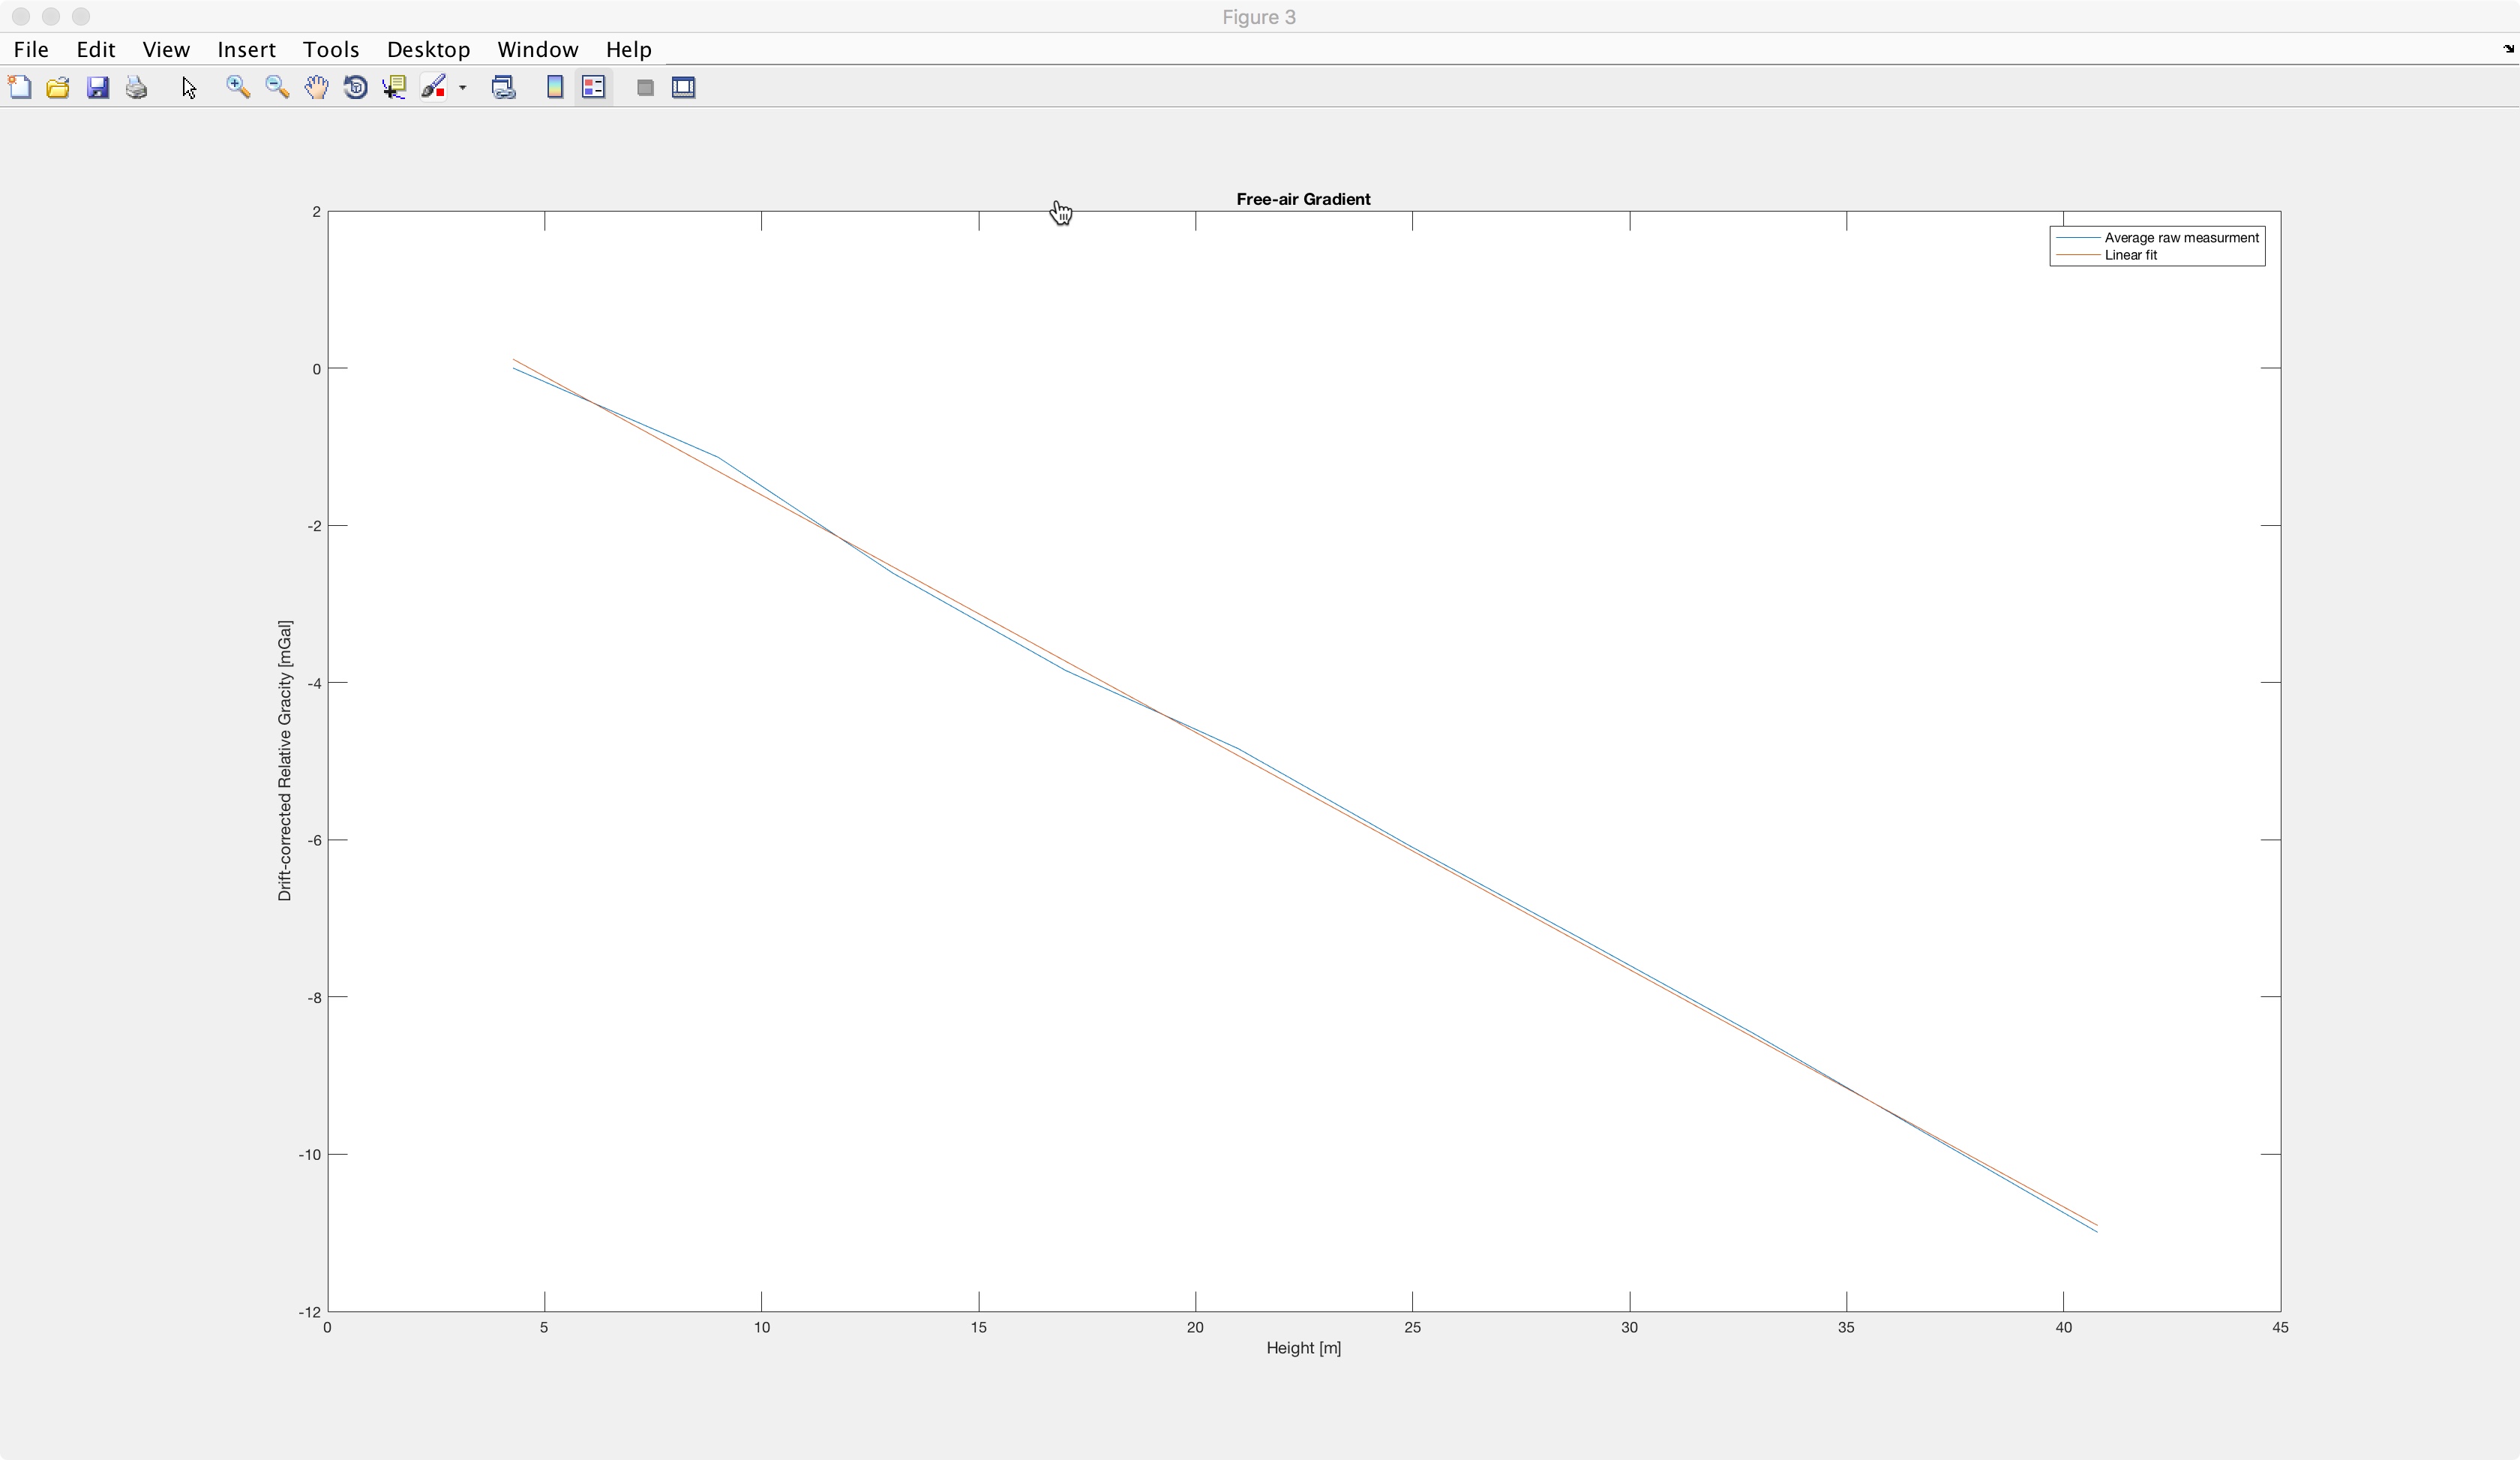 Figure 3
File Edit View Insert Tools Desktop Window Help
Free-air Gradient
Average raw measurment
Linear fit
2
0
-2
-4
-6
-8
-10
-12
Drift-corrected Relative Gracity [mGal]
0 5 10 15 20 25 30 35 40 45
Height [m]